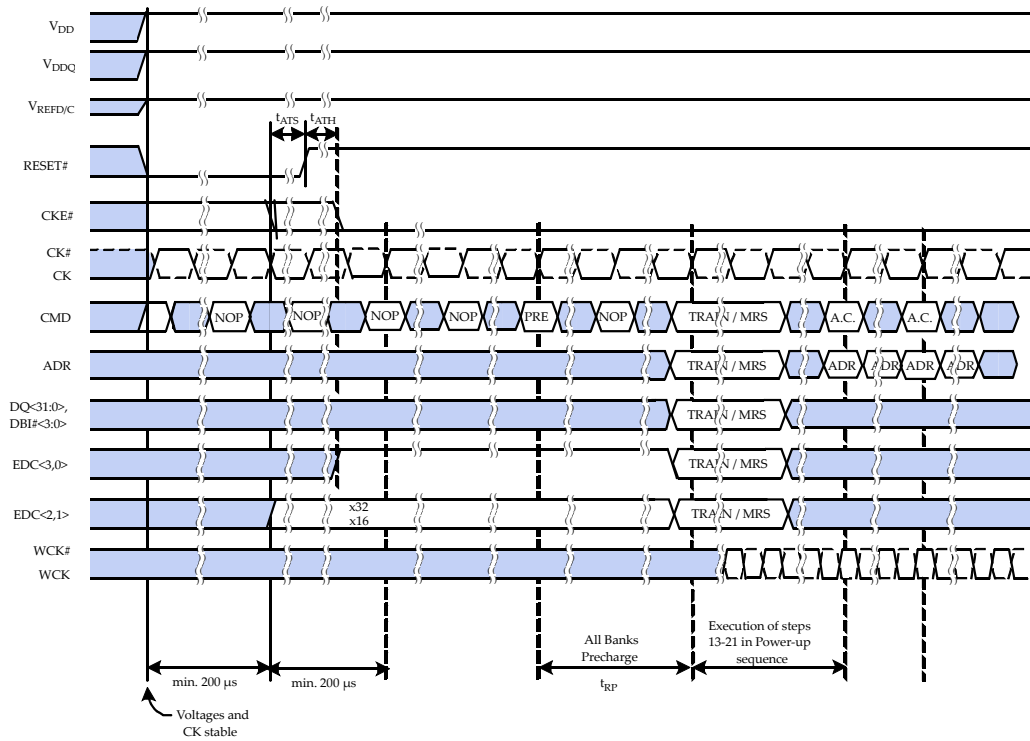 VDD
VDDQ
VREFD/C
tATS tATH
RESET#
CKE#
CK#
CK
CMD NOP NOP NOP NOP PRE NOP TRAIN / MRS A.C. A.C.
ADR TRAIN / MRS ADR ADR ADR ADR
DQ<31:0>,
DBI#<3:0> TRAIN / MRS
EDC<3,0> TRAIN / MRS
EDC<2,1> x32
x16 TRAIN / MRS
WCK#
WCK
All Banks
Precharge
tRP
Execution of steps
13-21 in Power-up
sequence
min. 200 µs min. 200 µs
Voltages and
CK stable